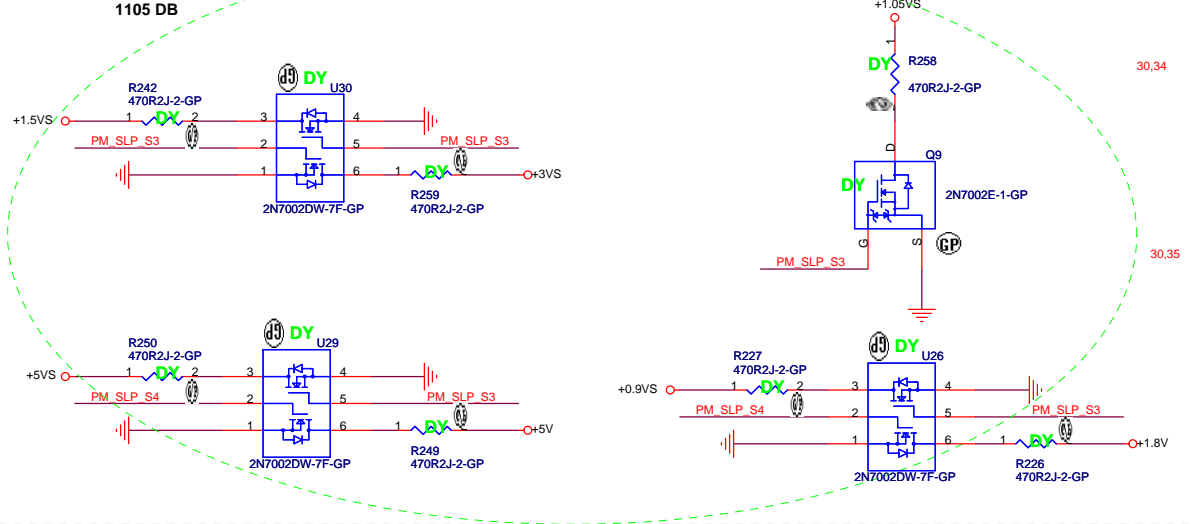 1105 DB
+1.05VS
R258
470R2J-2-GP
DY
1
30,34
GP DY
U30
R242
470R2J-2-GP
+1.5VS 1 DY 2 3 4
PM_SLP_S3 2 5 PM_SLP_S3
1 6 1 DY +3VS
R259
470R2J-2-GP
2N7002DW-7F-GP
D
Q9
DY
2N7002E-1-GP
G S GP
PM_SLP_S3
30,35
GP DY
U29
R250
470R2J-2-GP
+5VS 1 DY 2 3 4
PM_SLP_S4 2 5 PM_SLP_S3
1 6 1 DY +5V
R249
470R2J-2-GP
2N7002DW-7F-GP
GP DY
U26
R227
470R2J-2-GP
+0.9VS 1 DY 2 3 4
PM_SLP_S4 2 5 PM_SLP_S3
1 6 1 DY +1.8V
R226
470R2J-2-GP
2N7002DW-7F-GP